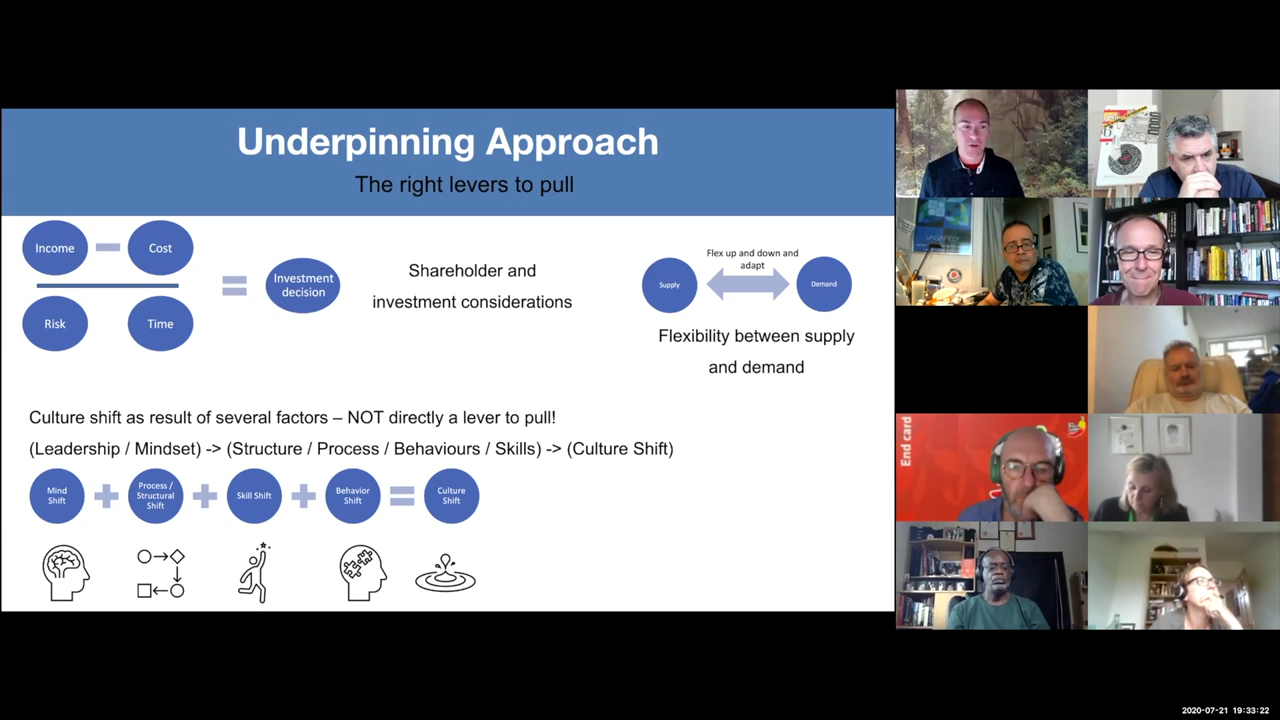 Underpinning Approach
The right levers to pull
Income
Cost
Risk
Time
Investment
decision
Shareholder and
investment considerations
Flex up and down and
adapt
Supply
Demand
Flexibility between supply
and demand
Culture shift as result of several factors – NOT directly a lever to pull!
(Leadership / Mindset) -> (Structure / Process / Behaviours / Skills) -> (Culture Shift)
Mind
Shift
Process /
Structural
Shift
Skill Shift
Behavior
Shift
Culture
Shift
End card
2020-07-21 19:33:22